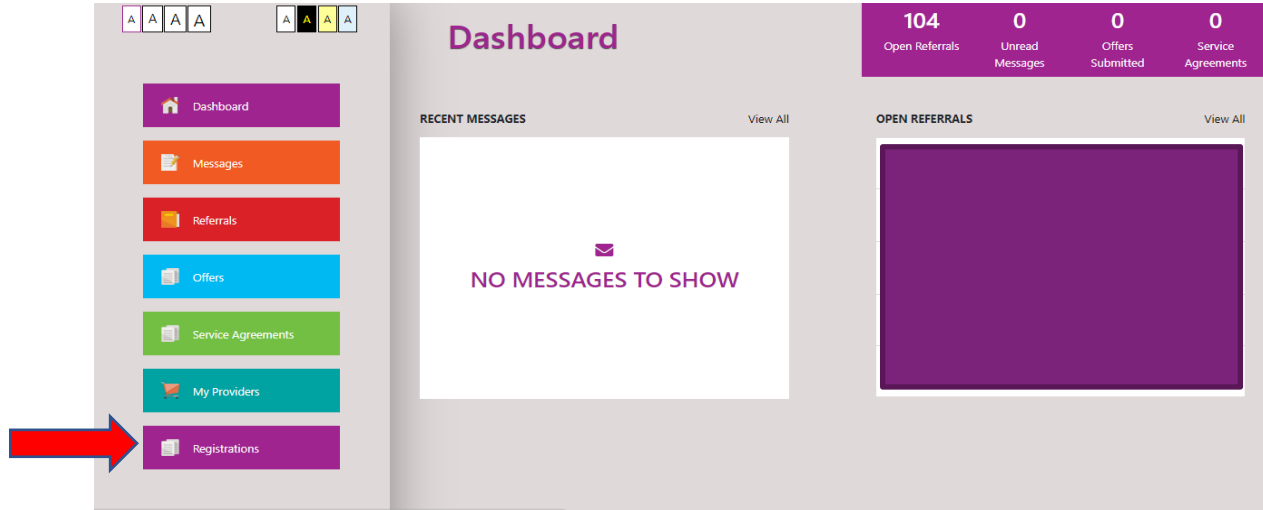 A A A A
A A A A
Dashboard
104
Open Referrals
0
Unread
Messages
0
Offers
Submitted
0
Service
Agreements
Dashboard
Messages
Referrals
Offers
Service Agreements
My Providers
Registrations
RECENT MESSAGES View All
NO MESSAGES TO SHOW
OPEN REFERRALS View All